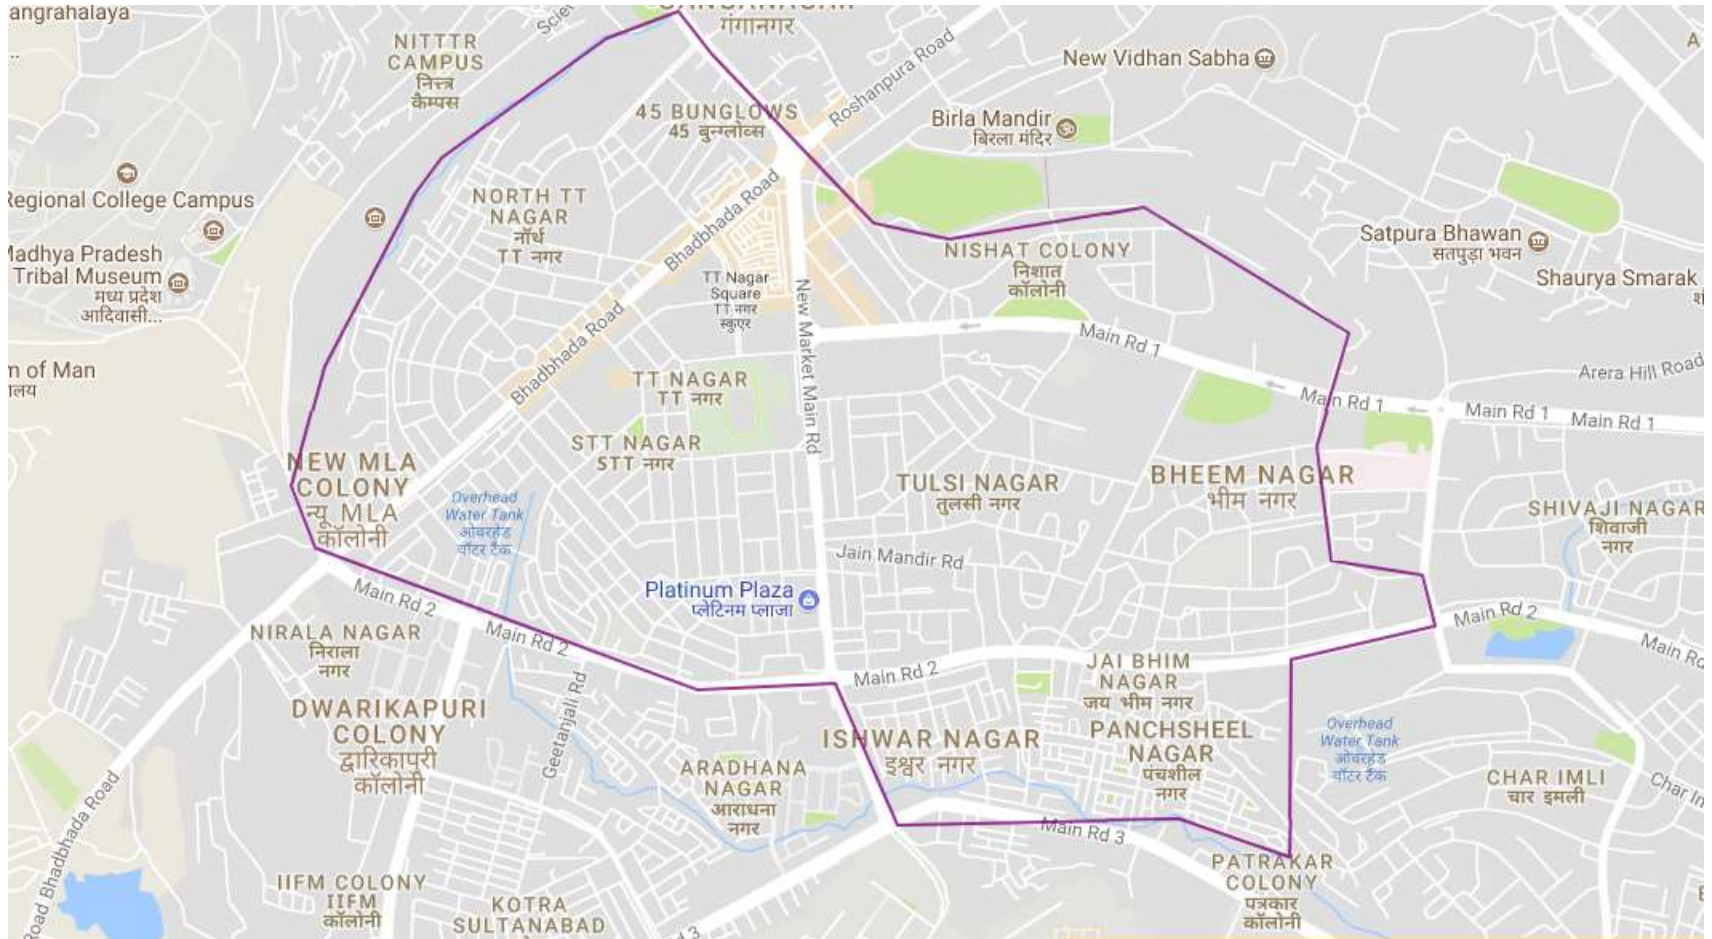 angrahalaya
..
NITTTR
CAMPUS
नित्त्र
कैम्पस
गंगानगर
Roshanpura Road
New Vidhan Sabha
A
45 BUNGLOWS
45 बुन्ग्लोव्स
Birla Mandir
बिरला मंदिर
Regional College Campus
NORTH TT
NAGAR
नॉर्थ
TT नगर
Bhadbhada Road
Madhya Pradesh
Tribal Museum
मध्य प्रदेश
आदिवासी...
NISHAT COLONY
निशात
कॉलोनी
Satpura Bhawan
सतपुड़ा भवन
Shaurya Smarak
TT Nagar
Square
TT नगर
स्कुएर
New Market Main Rd
Bhadbhada Road
Main Rd 1
m of Man
ालय
Arera Hill Road
TT NAGAR
TT नगर
Main Rd 1
Main Rd 1
Main Rd 1
STT NAGAR
STT नगर
NEW MLA
COLONY
न्यू MLA
कॉलोनी
Overhead
Water Tank
ओवरहेड
वॉटर टैंक
TULSI NAGAR
तुलसी नगर
BHEEM NAGAR
भीम नगर
SHIVAJI NAGAR
शिवाजी
नगर
Jain Mandir Rd
Platinum Plaza
प्लेटिनम प्लाजा
Main Rd 2
Main Rd 2
Main Rd 2
NIRALA NAGAR
निराला
नगर
Main Rd 2
JAI BHIM
NAGAR
जय भीम नगर
DWARIKAPURI
COLONY
द्वारिकापुरी
कॉलोनी
Geetanjali Rd
ISHWAR NAGAR
इश्वर नगर
PANCHSHEEL
NAGAR
पंचशील
नगर
Overhead
Water Tank
ओवरहेड
वॉटर टैंक
ARADHANA
NAGAR
आराधना
नगर
CHAR IMLI
चार इमली
Char Im
Main Rd 3
Road Bhadbhada Road
PATRAKAR
COLONY
पत्रकार
कॉलोनी
IIFM COLONY
IIFM
कॉलोनी
KOTRA
SULTANABAD